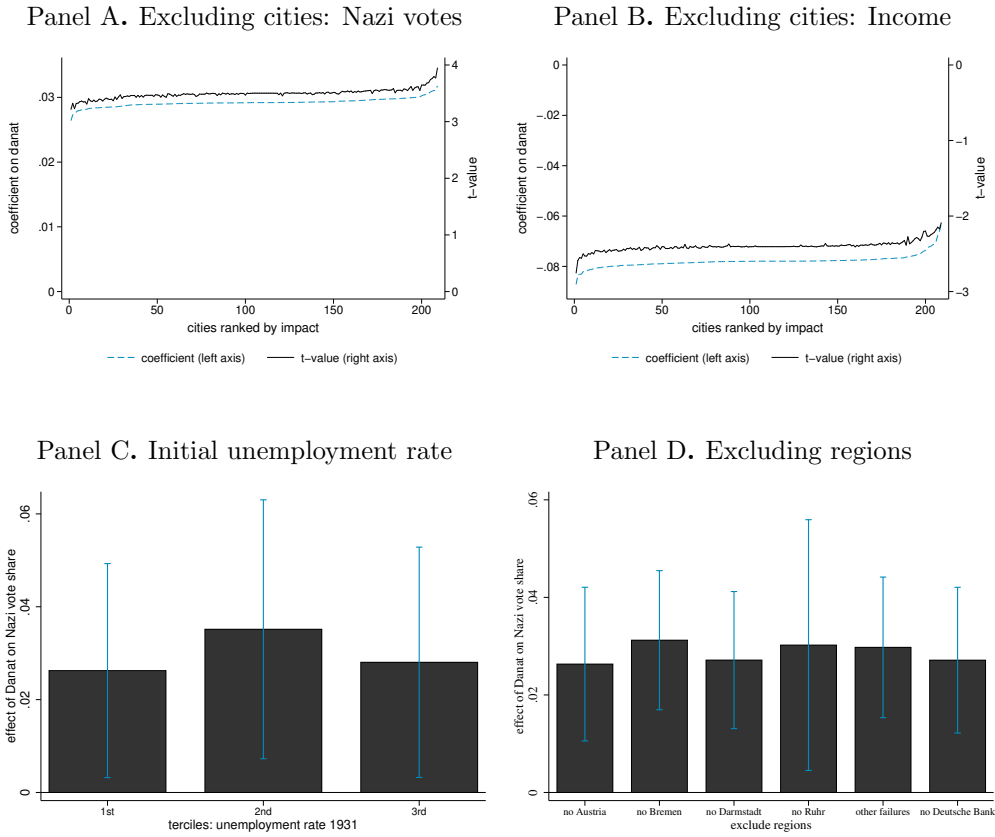 Panel A. Excluding cities: Nazi votes
coefficient on danat
.03
.02
.01
0
4
3
2
1
0
t−value
0 50 100 150 200
cities ranked by impact
coefficient (left axis) t−value (right axis)
Panel B. Excluding cities: Income
coefficient on danat
0
−.02
−.04
−.06
−.08
−0
−1
−2
−3
t−value
0 50 100 150 200
cities ranked by impact
coefficient (left axis) t−value (right axis)
Panel C. Initial unemployment rate
effect of Danat on Nazi vote share
.06
.04
.02
0
1st 2nd 3rd
terciles: unemployment rate 1931
Panel D. Excluding regions
effect of Danat on Nazi vote share
.06
.04
.02
0
no Austria no Bremen no Darmstadt no Ruhr other failures no Deutsche Bank
exclude regions